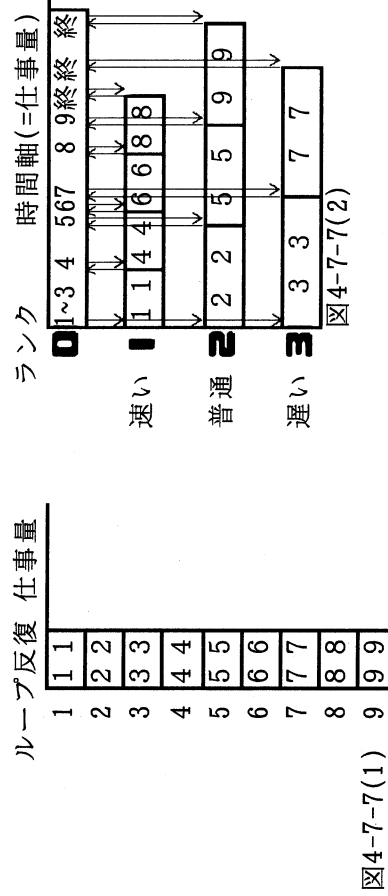 ループ反復 仕事量
1 1 1
2 2 2
3 3 3
4 4 4
5 5 5
6 6 6
7 7 7
8 8 8
9 9 9
図4-7-7(1)
ランク 時間軸(=仕事量)
0 1~3 4 567 8 9終終 終
速い 1 1 1 4 4 6 6 8 8
普通 2 2 2 5 5 9 9
遅い 3 3 3 7 7
図4-7-7(2)